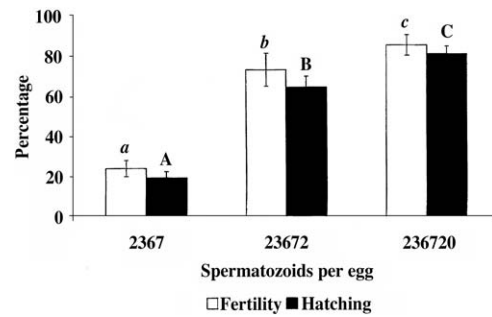 Percentage
100
80
60
40
20
0
a
A
b
B
c
C
2367
23672
236720
Spermatozoids per egg
Fertility
Hatching